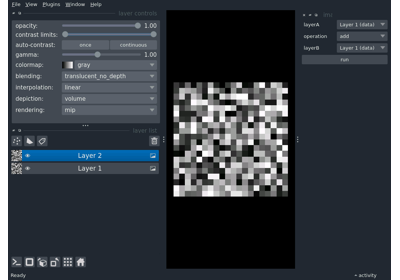 File View Plugins Window Help
layer controls
opacity: 1.00
contrast limits:
auto-contrast: once continuous
gamma: 1.00
colormap: gray
blending: translucent_no_depth
interpolation: linear
depiction: volume
rendering: mip
layer list
Layer 2
Layer 1
layerA Layer 1 (data)
operation add
layerB Layer 1 (data)
run
Ready
activity